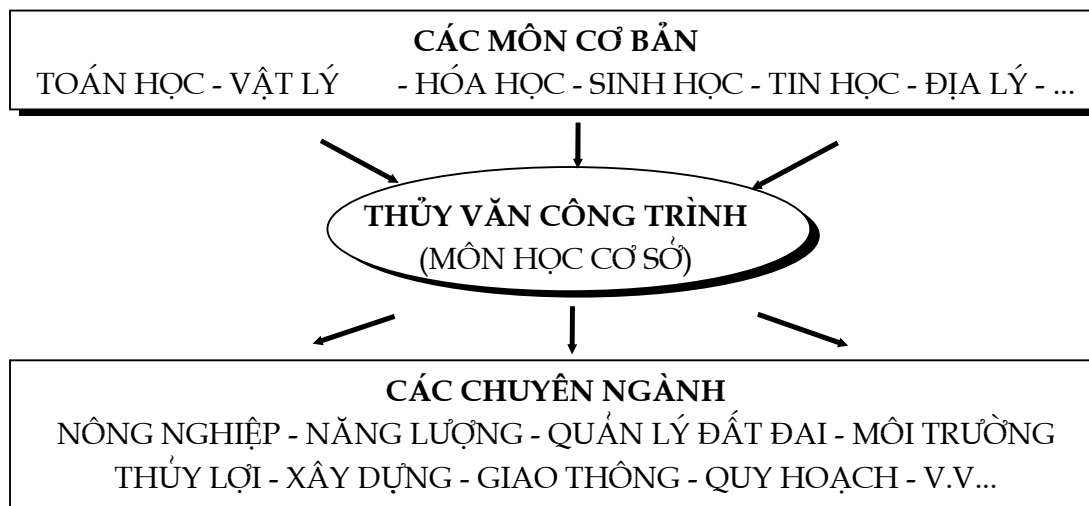 CÁC MÔN CƠ BẢN
TOÁN HỌC - VẬT LÝ - HÓA HỌC - SINH HỌC - TIN HỌC - ĐỊA LÝ - ...
THỦY VĂN CÔNG TRÌNH
(MÔN HỌC CƠ SỞ)
CÁC CHUYÊN NGÀNH
NÔNG NGHIỆP - NĂNG LƯỢNG - QUẢN LÝ ĐẤT ĐAI - MÔI TRƯỜNG
THỦY LỢI - XÂY DỰNG - GIAO THÔNG - QUY HOẠCH - V.V...